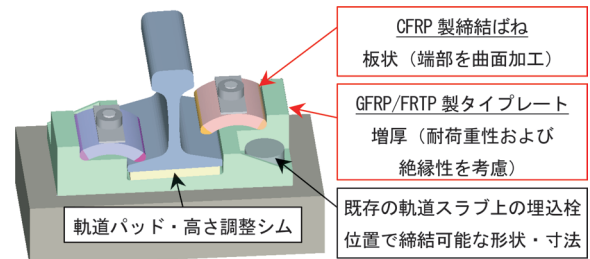 CFRP 製締結ばね
板状（端部を曲面加工）
GFRP/FRTP 製タイプレート
増厚（耐荷重性および
絶縁性を考慮）
既存の軌道スラブ上の埋込栓
位置で締結可能な形状・寸法
軌道パッド・高さ調整シム